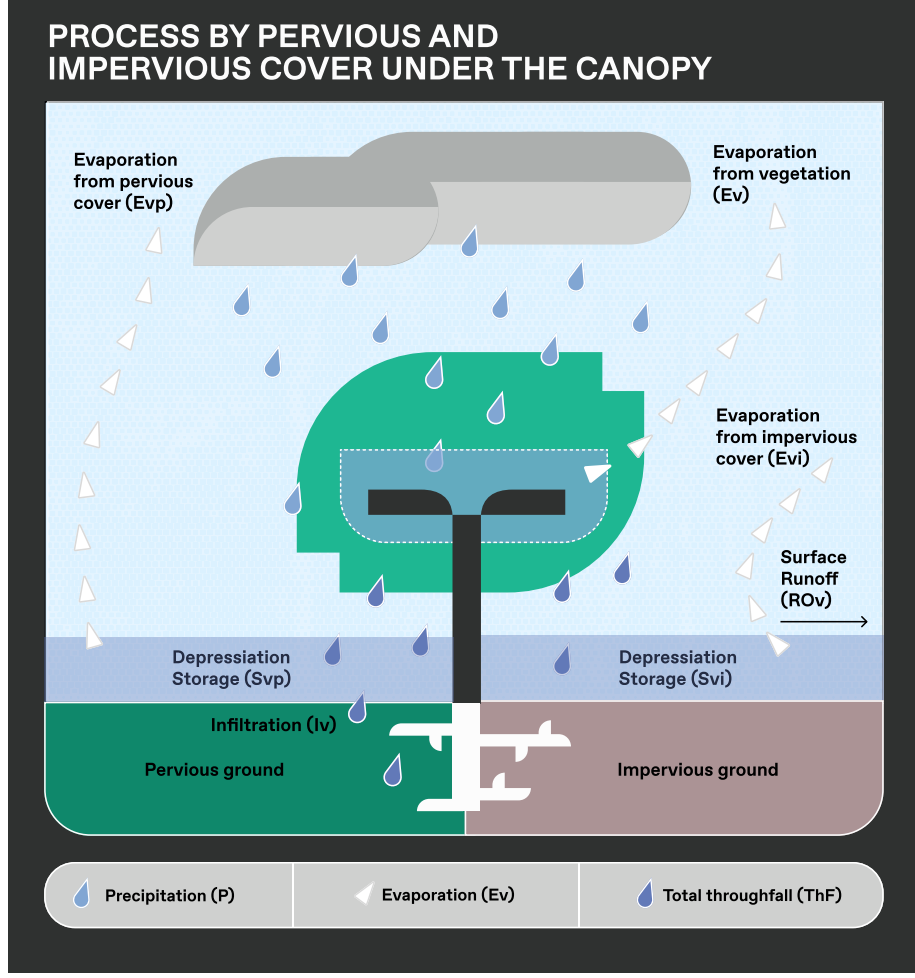 PROCESS BY PERVIOUS AND
IMPERVIOUS COVER UNDER THE CANOPY
Evaporation
from pervious
cover (Evp)
Evaporation
from vegetation
(Ev)
Evaporation
from impervious
cover (Evi)
Surface
Runoff
(ROv)
Depressiation
Storage (Svp)
Depressiation
Storage (Svi)
Infiltration (Iv)
Pervious ground
Impervious ground
Precipitation (P)
Evaporation (Ev)
Total throughfall (ThF)